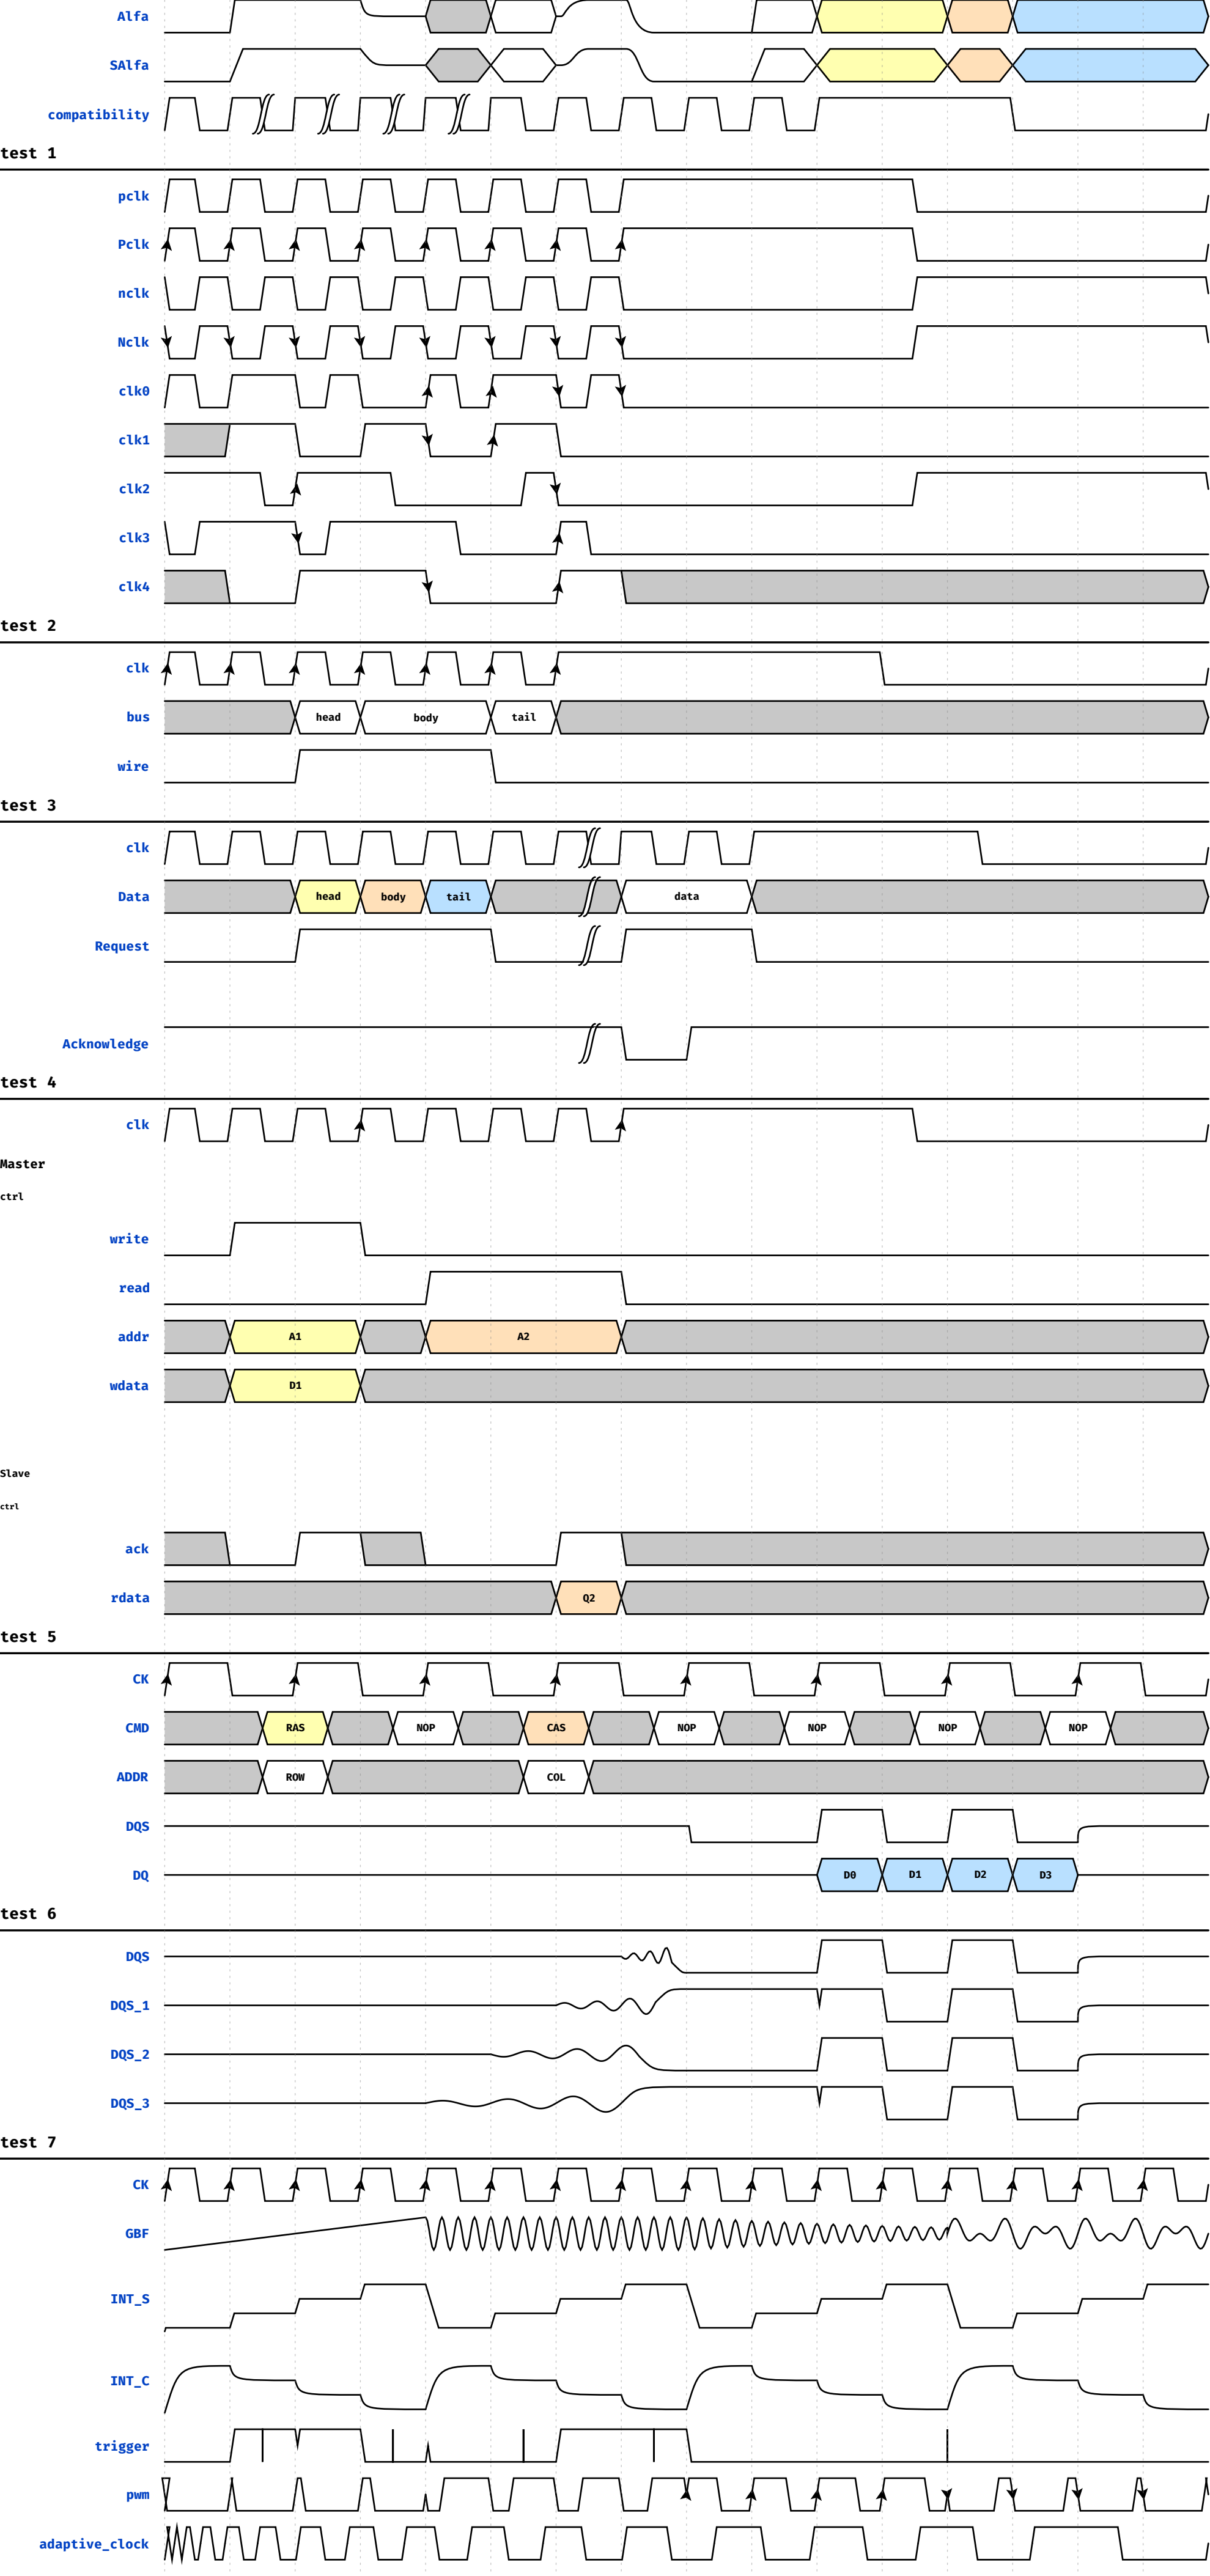 Alfa
SAlfa
compatibility
test 1
pclk
Pclk
nclk
Nclk
clk0
clk1
clk2
clk3
clk4
test 2
clk
bus head body tail
wire
test 3
clk
Data head body tail data
Request
Acknowledge
test 4
clk
Master
ctrl
write
read
addr A1 A2
wdata D1
Slave
ctrl
ack
rdata Q2
test 5
CK
CMD RAS NOP CAS NOP NOP NOP NOP
ADDR ROW COL
DQS
DQ D0 D1 D2 D3
test 6
DQS
DQS_1
DQS_2
DQS_3
test 7
CK
GBF
INT_S
INT_C
trigger
pwm
adaptive_clock